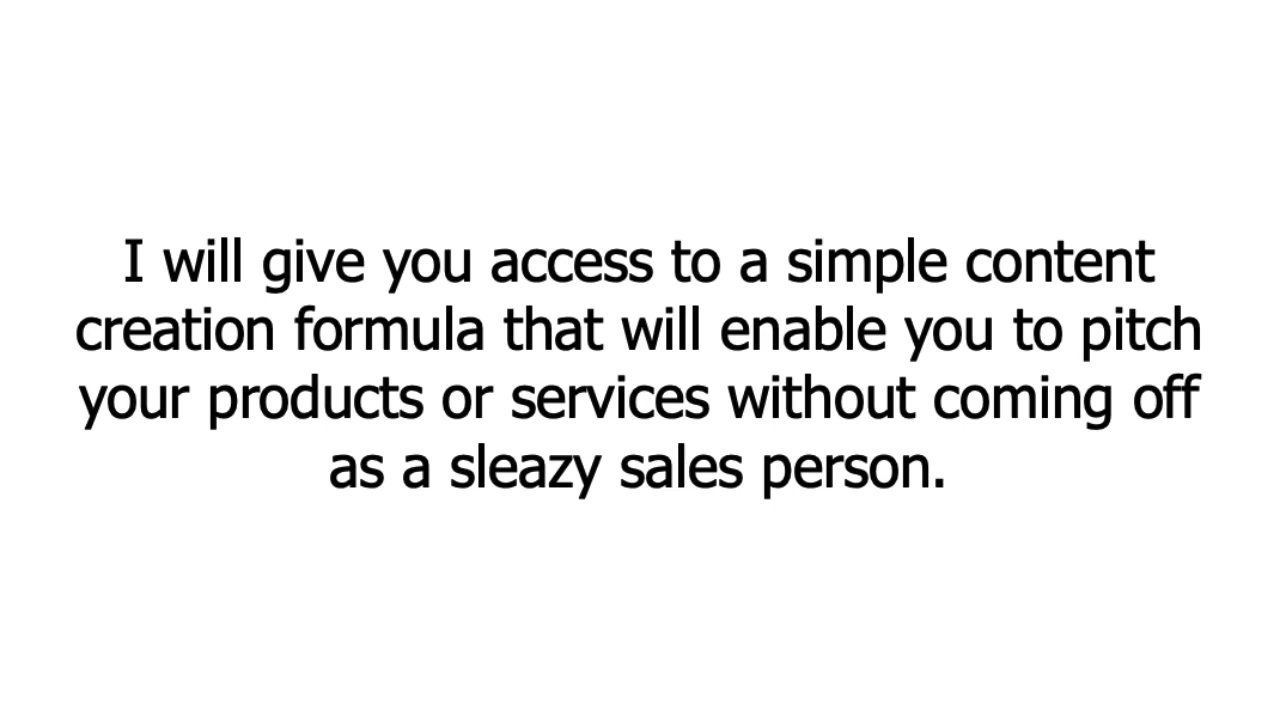 I will give you access to a simple content
creation formula that will enable you to pitch
your products or services without coming off
as a sleazy sales person.